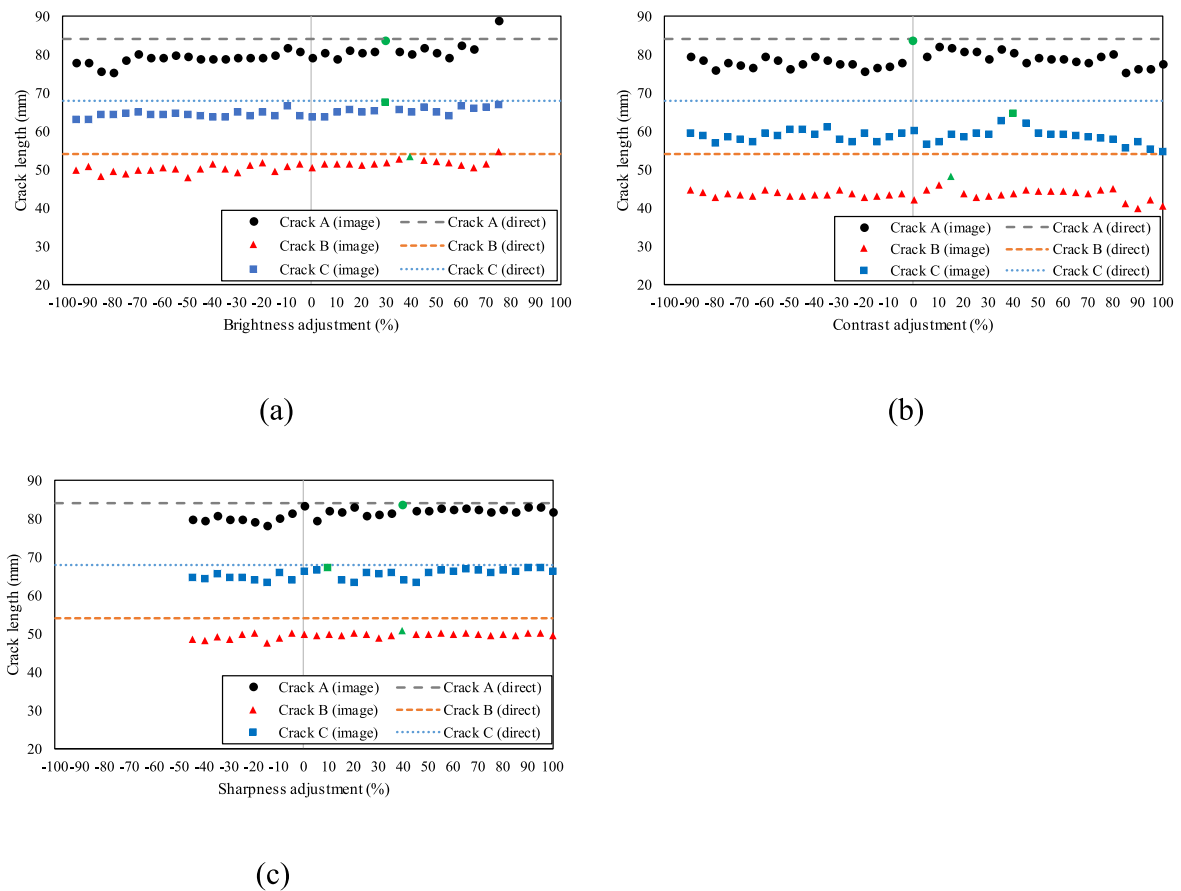 90
80
70
60
50
40
30
20
Crack length (mm)
Crack A (image) Crack A (direct)
Crack B (image) Crack B (direct)
Crack C (image) Crack C (direct)
-100 -90 -80 -70 -60 -50 -40 -30 -20 -10 0 10 20 30 40 50 60 70 80 90 100
Brightness adjustment (%)
(a)
90
80
70
60
50
40
30
20
Crack length (mm)
Crack A (image) Crack A (direct)
Crack B (image) Crack B (direct)
Crack C (image) Crack C (direct)
-100 -90 -80 -70 -60 -50 -40 -30 -20 -10 0 10 20 30 40 50 60 70 80 90 100
Contrast adjustment (%)
(b)
90
80
70
60
50
40
30
20
Crack length (mm)
Crack A (image) Crack A (direct)
Crack B (image) Crack B (direct)
Crack C (image) Crack C (direct)
-100 -90 -80 -70 -60 -50 -40 -30 -20 -10 0 10 20 30 40 50 60 70 80 90 100
Sharpness adjustment (%)
(c)